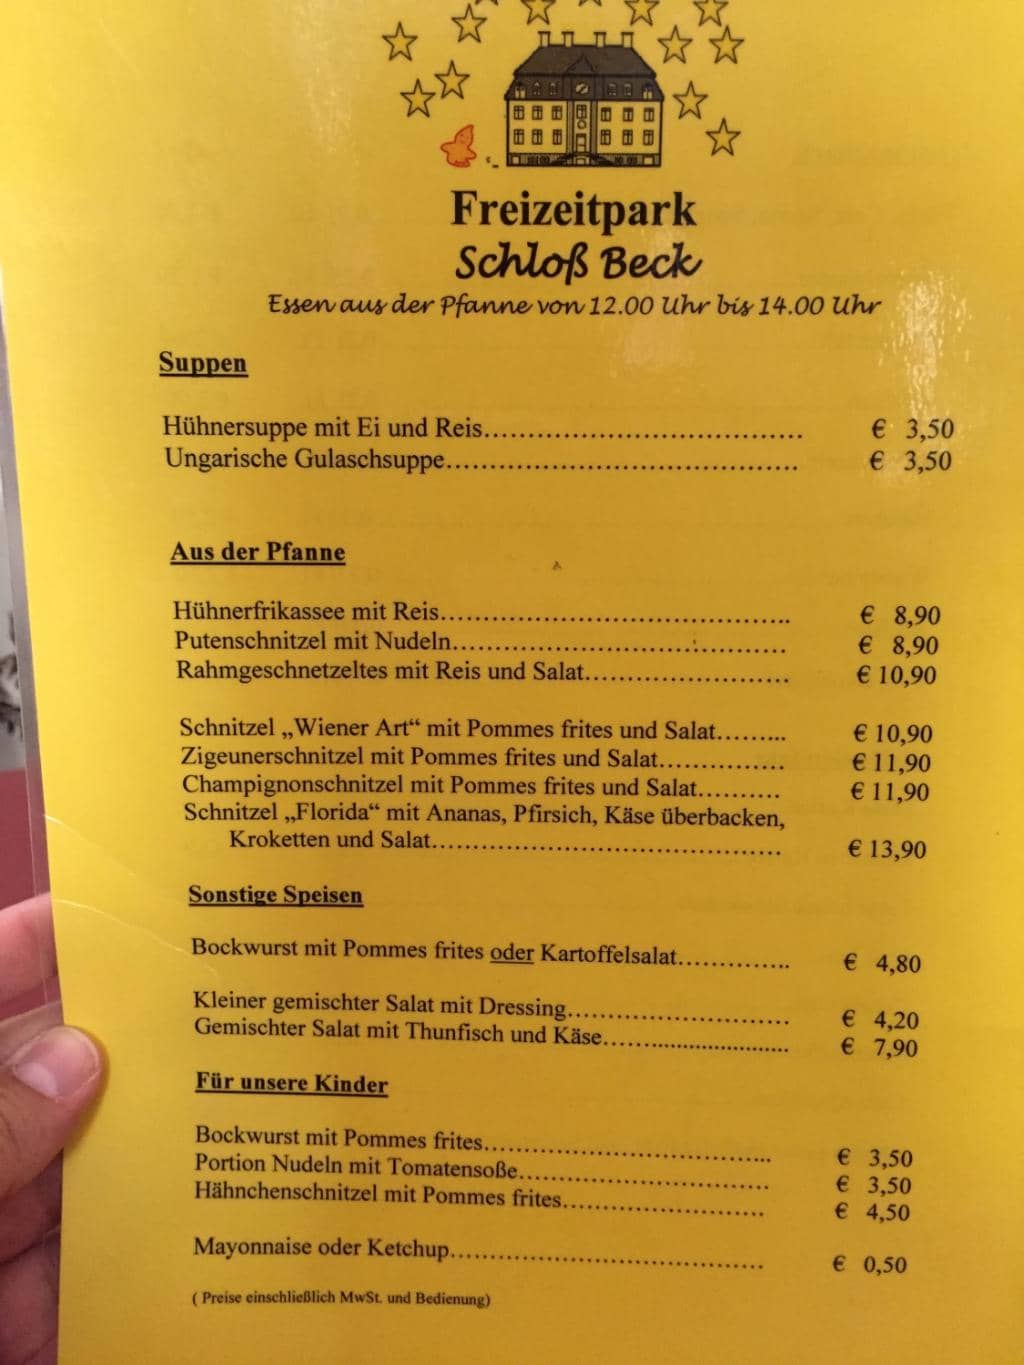 Freizeitpark
Schloß Beck
Essen aus der Pfanne von 12.00 Uhr bis 14.00 Uhr
Suppen
Hühnersuppe mit Ei und Reis.................................... € 3,50
Ungarische Gulaschsuppe........................................ € 3,50
Aus der Pfanne
Hühnerfrikassee mit Reis........................................ € 8,90
Putenschnitzel mit Nudeln...................................... € 8,90
Rahmgeschnetzeltes mit Reis und Salat....................... € 10,90
Schnitzel „Wiener Art“ mit Pommes frites und Salat......... € 10,90
Zigeunerschnitzel mit Pommes frites und Salat............... € 11,90
Champignonschnitzel mit Pommes frites und Salat.......... € 11,90
Schnitzel „Florida“ mit Ananas, Pfirsich, Käse überbacken,
Kroketten und Salat........................................ € 13,90
Sonstige Speisen
Bockwurst mit Pommes frites oder Kartoffelsalat............. € 4,80
Kleiner gemischter Salat mit Dressing......................... € 4,20
Gemischter Salat mit Thunfisch und Käse..................... € 7,90
Für unsere Kinder
Bockwurst mit Pommes frites................................. € 3,50
Portion Nudeln mit Tomatensoße............................. € 3,50
Hähnchenschnitzel mit Pommes frites....................... € 4,50
Mayonnaise oder Ketchup.................................... € 0,50
( Preise einschließlich MwSt. und Bedienung)